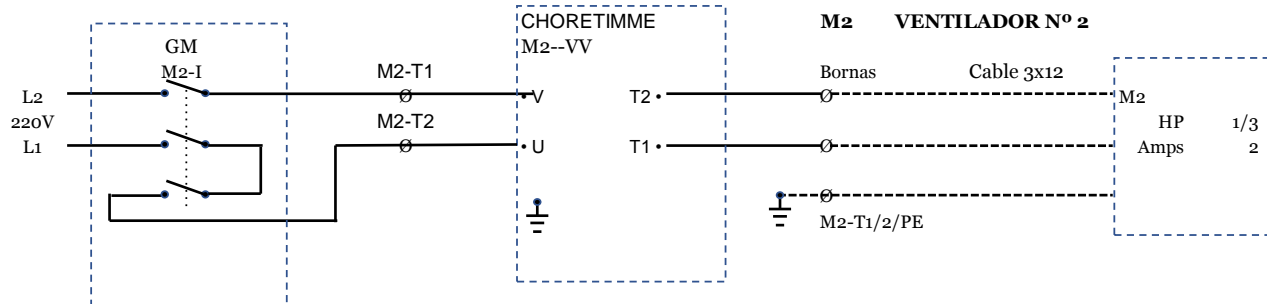 CHORETIMME
M2--VV
M2 VENTILADOR Nº 2
GM
M2-I
M2-T1
Bornas
Cable 3x12
L2
Ø
V
T2
Ø
M2
220V
M2-T2
HP 1/3
L1
Ø
U
T1
Ø
Amps 2
Ø
M2-T1/2/PE